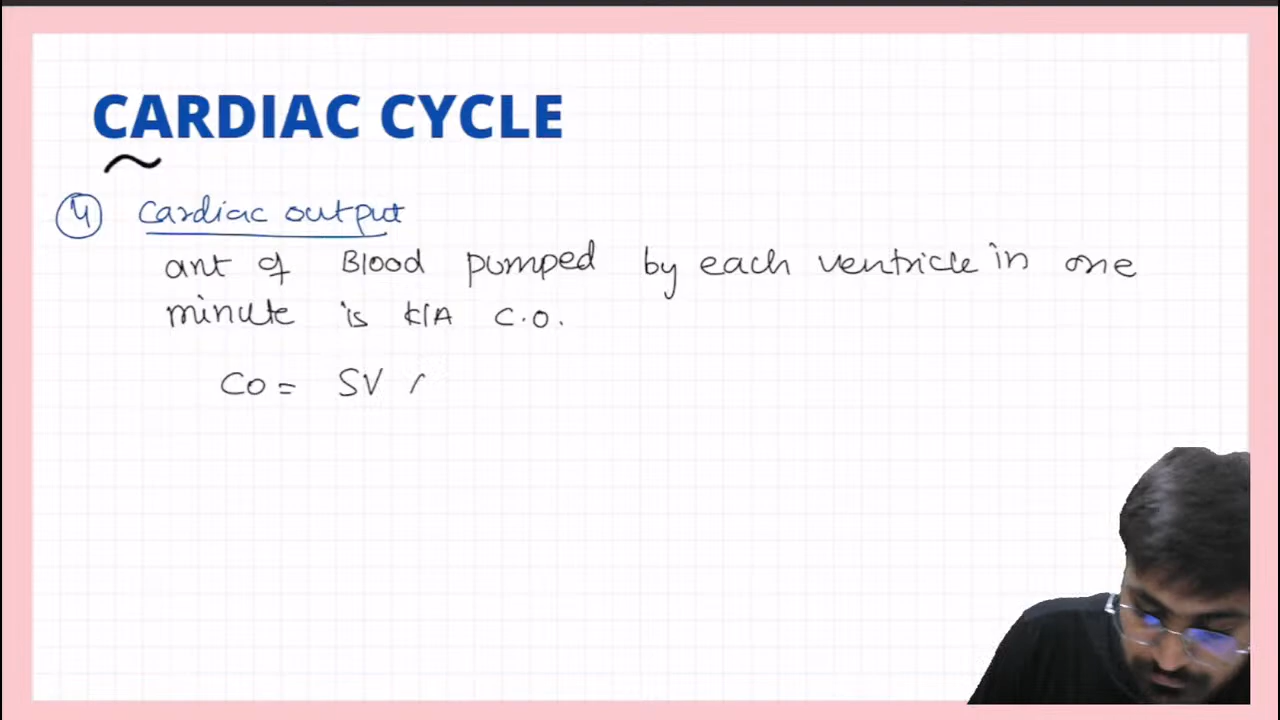 CARDIAC CYCLE
4 Cardiac output
amt of Blood pumped by each ventricle in one
minute is K/A C.O.
CO = SV (